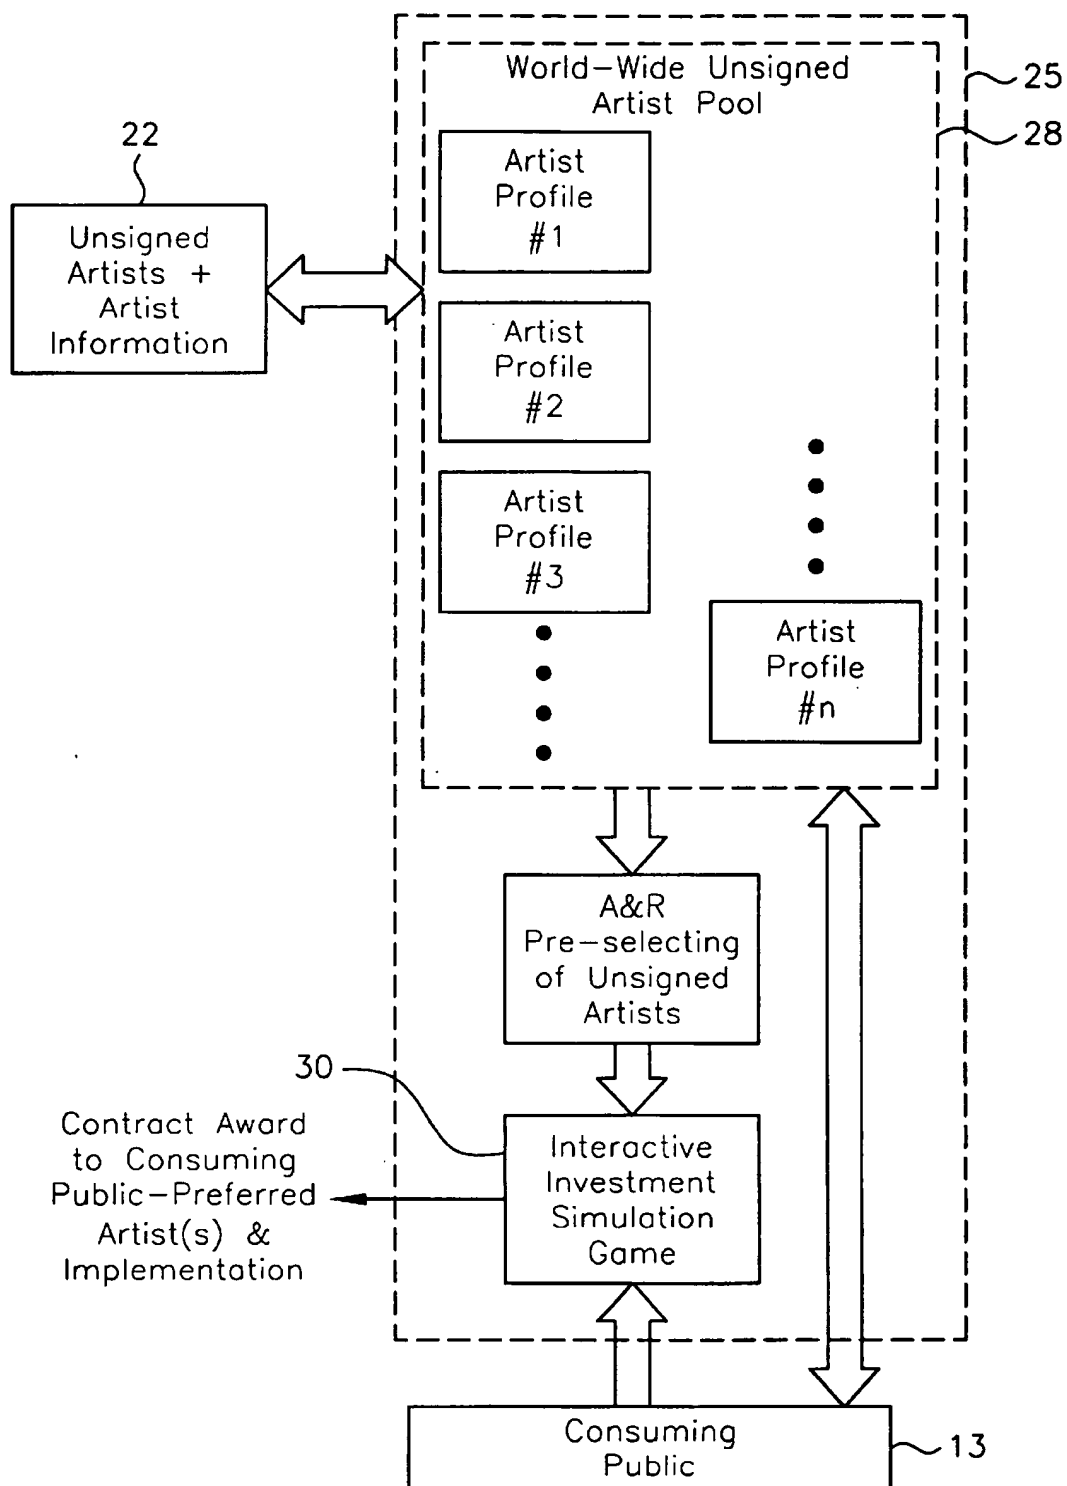 World-Wide Unsigned
Artist Pool
25
28
22
Unsigned
Artists +
Artist
Information
Artist
Profile
#1
Artist
Profile
#2
Artist
Profile
#3
Artist
Profile
#n
A&R
Pre-selecting
of Unsigned
Artists
30
Contract Award
to Consuming
Public-Preferred
Artist(s) &
Implementation
Interactive
Investment
Simulation
Game
Consuming
Public
13